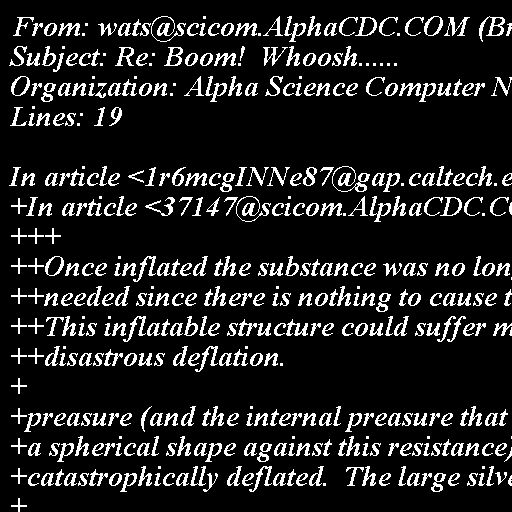 From: wats@scicom.AlphaCDC.COM (Br
Subject: Re: Boom!  Whoosh......
Organization: Alpha Science Computer N
Lines: 19

In article <1r6mcgINNe87@gap.caltech.e
+In article <37147@scicom.AlphaCDC.CO
+++
++Once inflated the substance was no lon
++needed since there is nothing to cause t
++This inflatable structure could suffer m
++disastrous deflation.
+
+preasure (and the internal preasure that
+a spherical shape against this resistance)
+catastrophically deflated.  The large silve
+